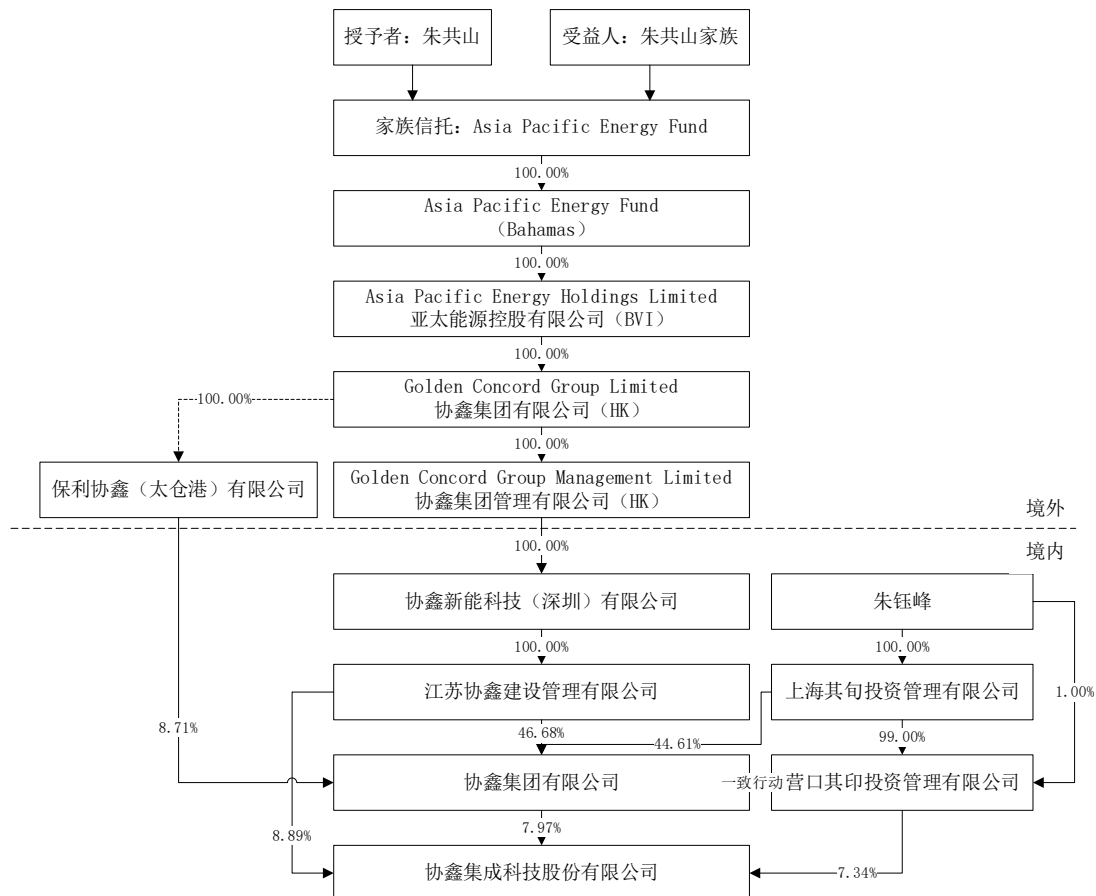 授予者：朱共山
受益人：朱共山家族
家族信托：Asia Pacific Energy Fund
100.00%
Asia Pacific Energy Fund
（Bahamas）
100.00%
Asia Pacific Energy Holdings Limited
亚太能源控股有限公司（BVI）
100.00%
Golden Concord Group Limited
协鑫集团有限公司（HK）
100.00%
100.00%
保利协鑫（太仓港）有限公司
Golden Concord Group Management Limited
协鑫集团管理有限公司（HK）
境外
100.00%
境内
协鑫新能科技（深圳）有限公司
朱钰峰
100.00%
100.00%
江苏协鑫建设管理有限公司
上海其旬投资管理有限公司
1.00%
8.71%
46.68%
44.61%
99.00%
协鑫集团有限公司
一致行动
营口其印投资管理有限公司
8.89%
7.97%
7.34%
协鑫集成科技股份有限公司